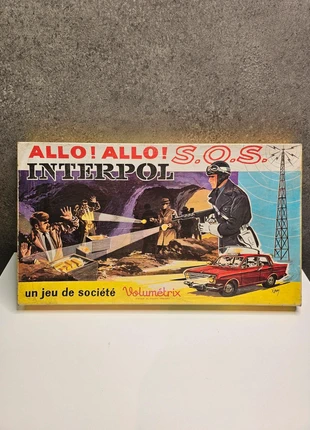 ALLO! ALLO! S.O.S.
INTERPOL
un jeu de société Volumétrix